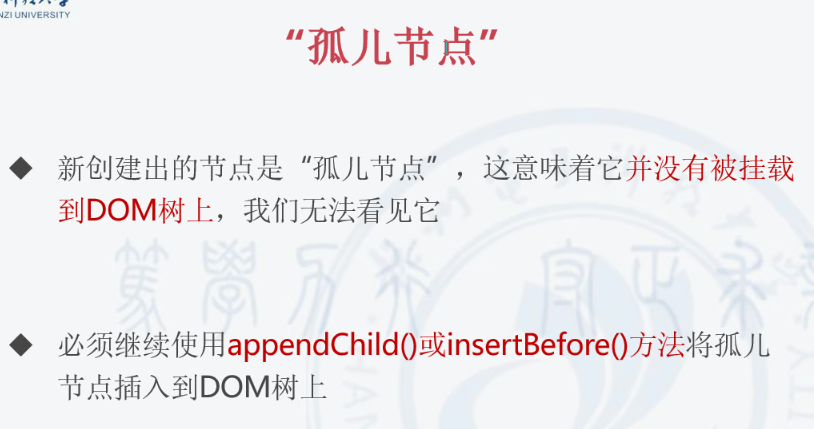 NZI UNIVERSITY
“孤儿节点”
◆ 新创建出的节点是“孤儿节点”，这意味着它并没有被挂载
到DOM树上，我们无法看见它
◆ 必须继续使用appendChild()或insertBefore()方法将孤儿
节点插入到DOM树上